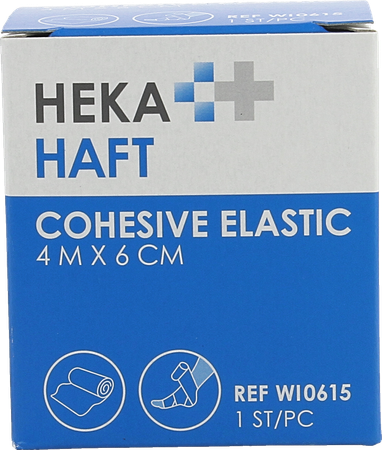 REF WI0615
1 ST/PC
HEKA
HAFT
COHESIVE ELASTIC
4 M X 6 CM
REF WI0615
1 ST/PC